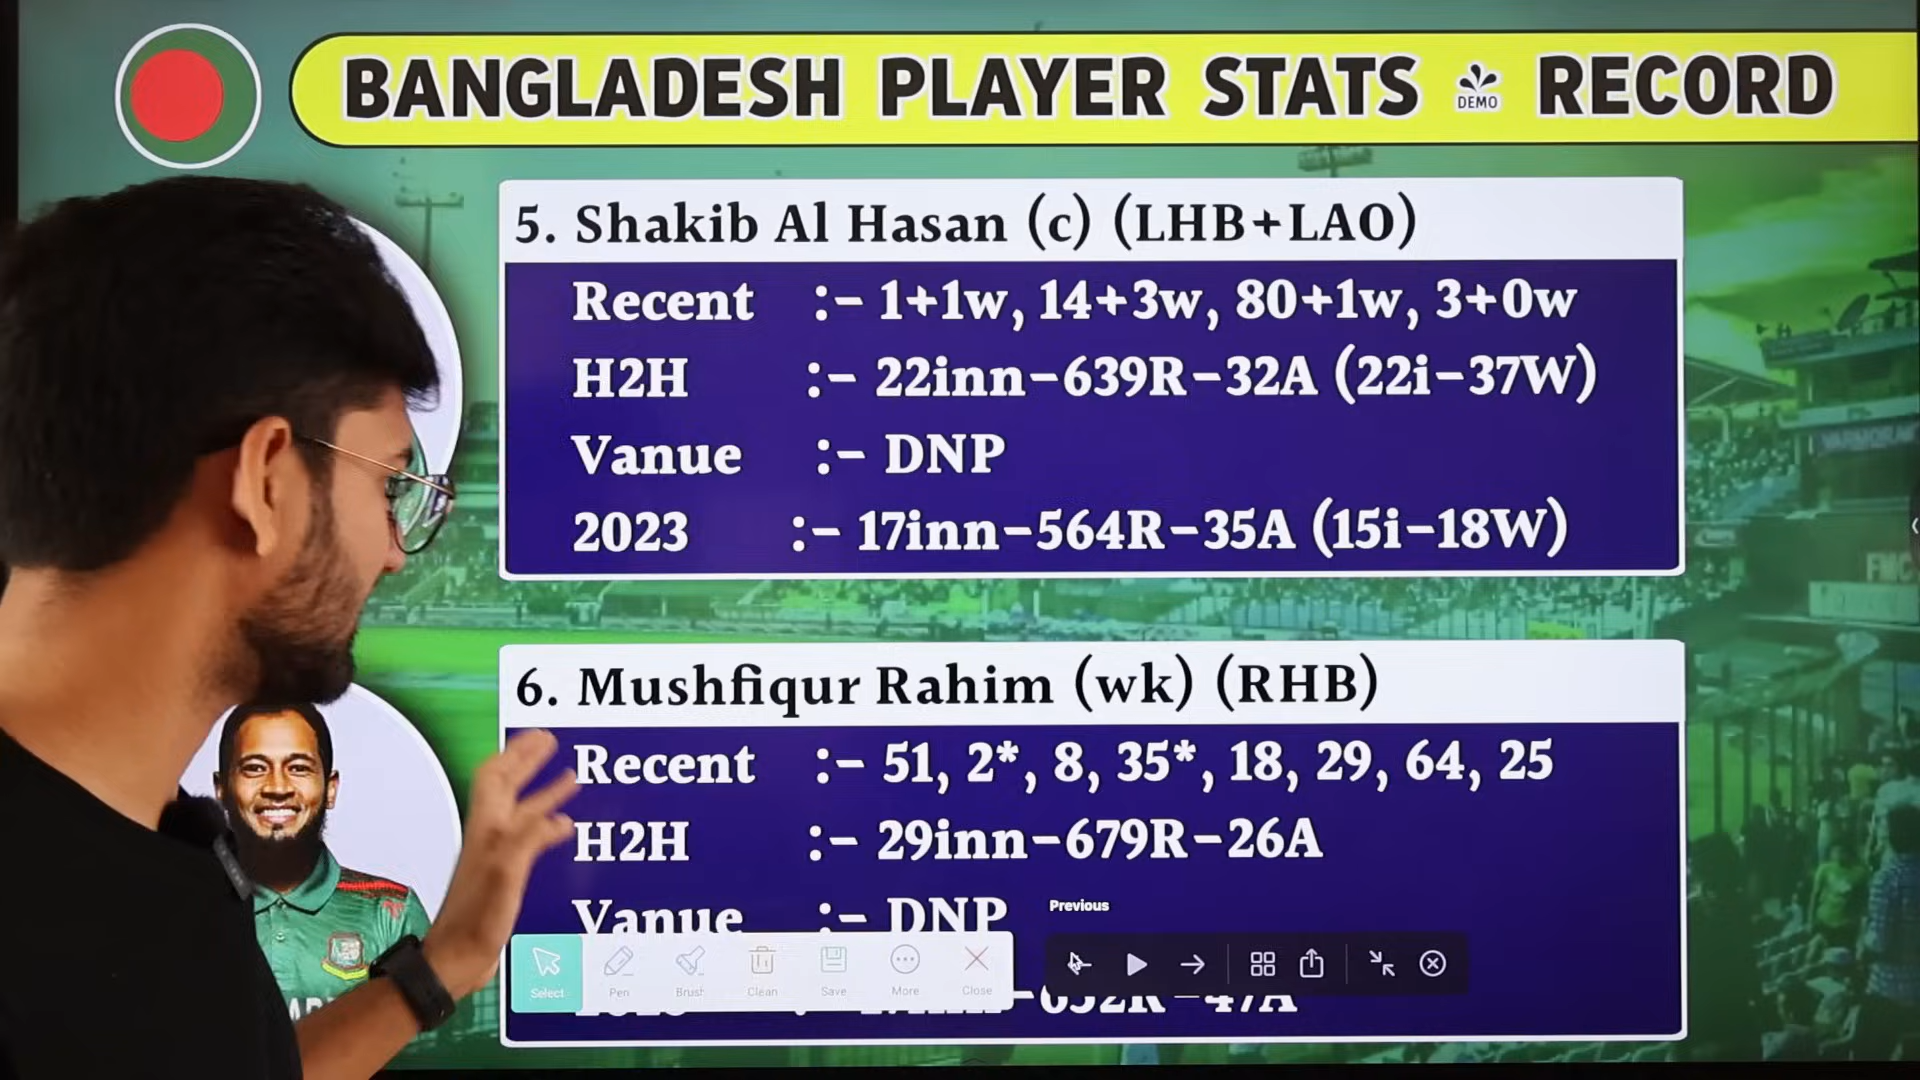 BANGLADESH PLAYER STATS DEMO RECORD
5. Shakib Al Hasan (c) (LHB+LAO)
Recent :- 1+1w, 14+3w, 80+1w, 3+0w
H2H :- 22inn-639R-32A (22i-37W)
Vanue :- DNP
2023 :- 17inn-564R-35A (15i-18W)
6. Mushfiqur Rahim (wk) (RHB)
Recent :- 51, 2*, 8, 35*, 18, 29, 64, 25
H2H :- 29inn-679R-26A
Vanue :- DNP
Previous
Select Pen Brush Clean Save More Close